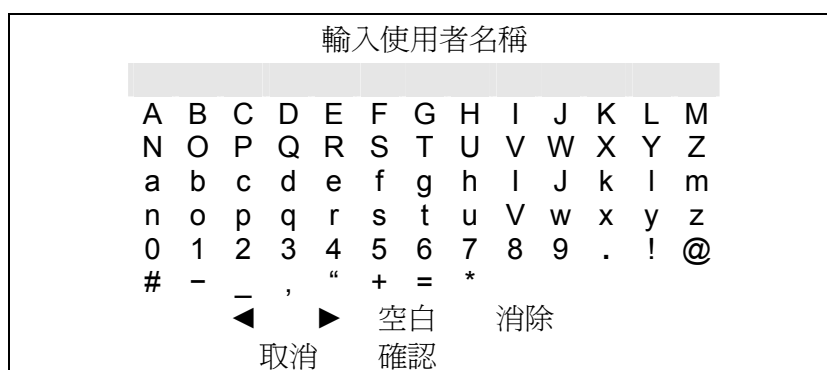 輸入使用者名稱
A B C D E F G H I J K L M
N O P Q R S T U V W X Y Z
a b c d e f g h I J k l m
n o p q r s t u V w x y z
0 1 2 3 4 5 6 7 8 9 . ! @
# − _ , “ + = *
◄ ► 空白 消除
取消 確認